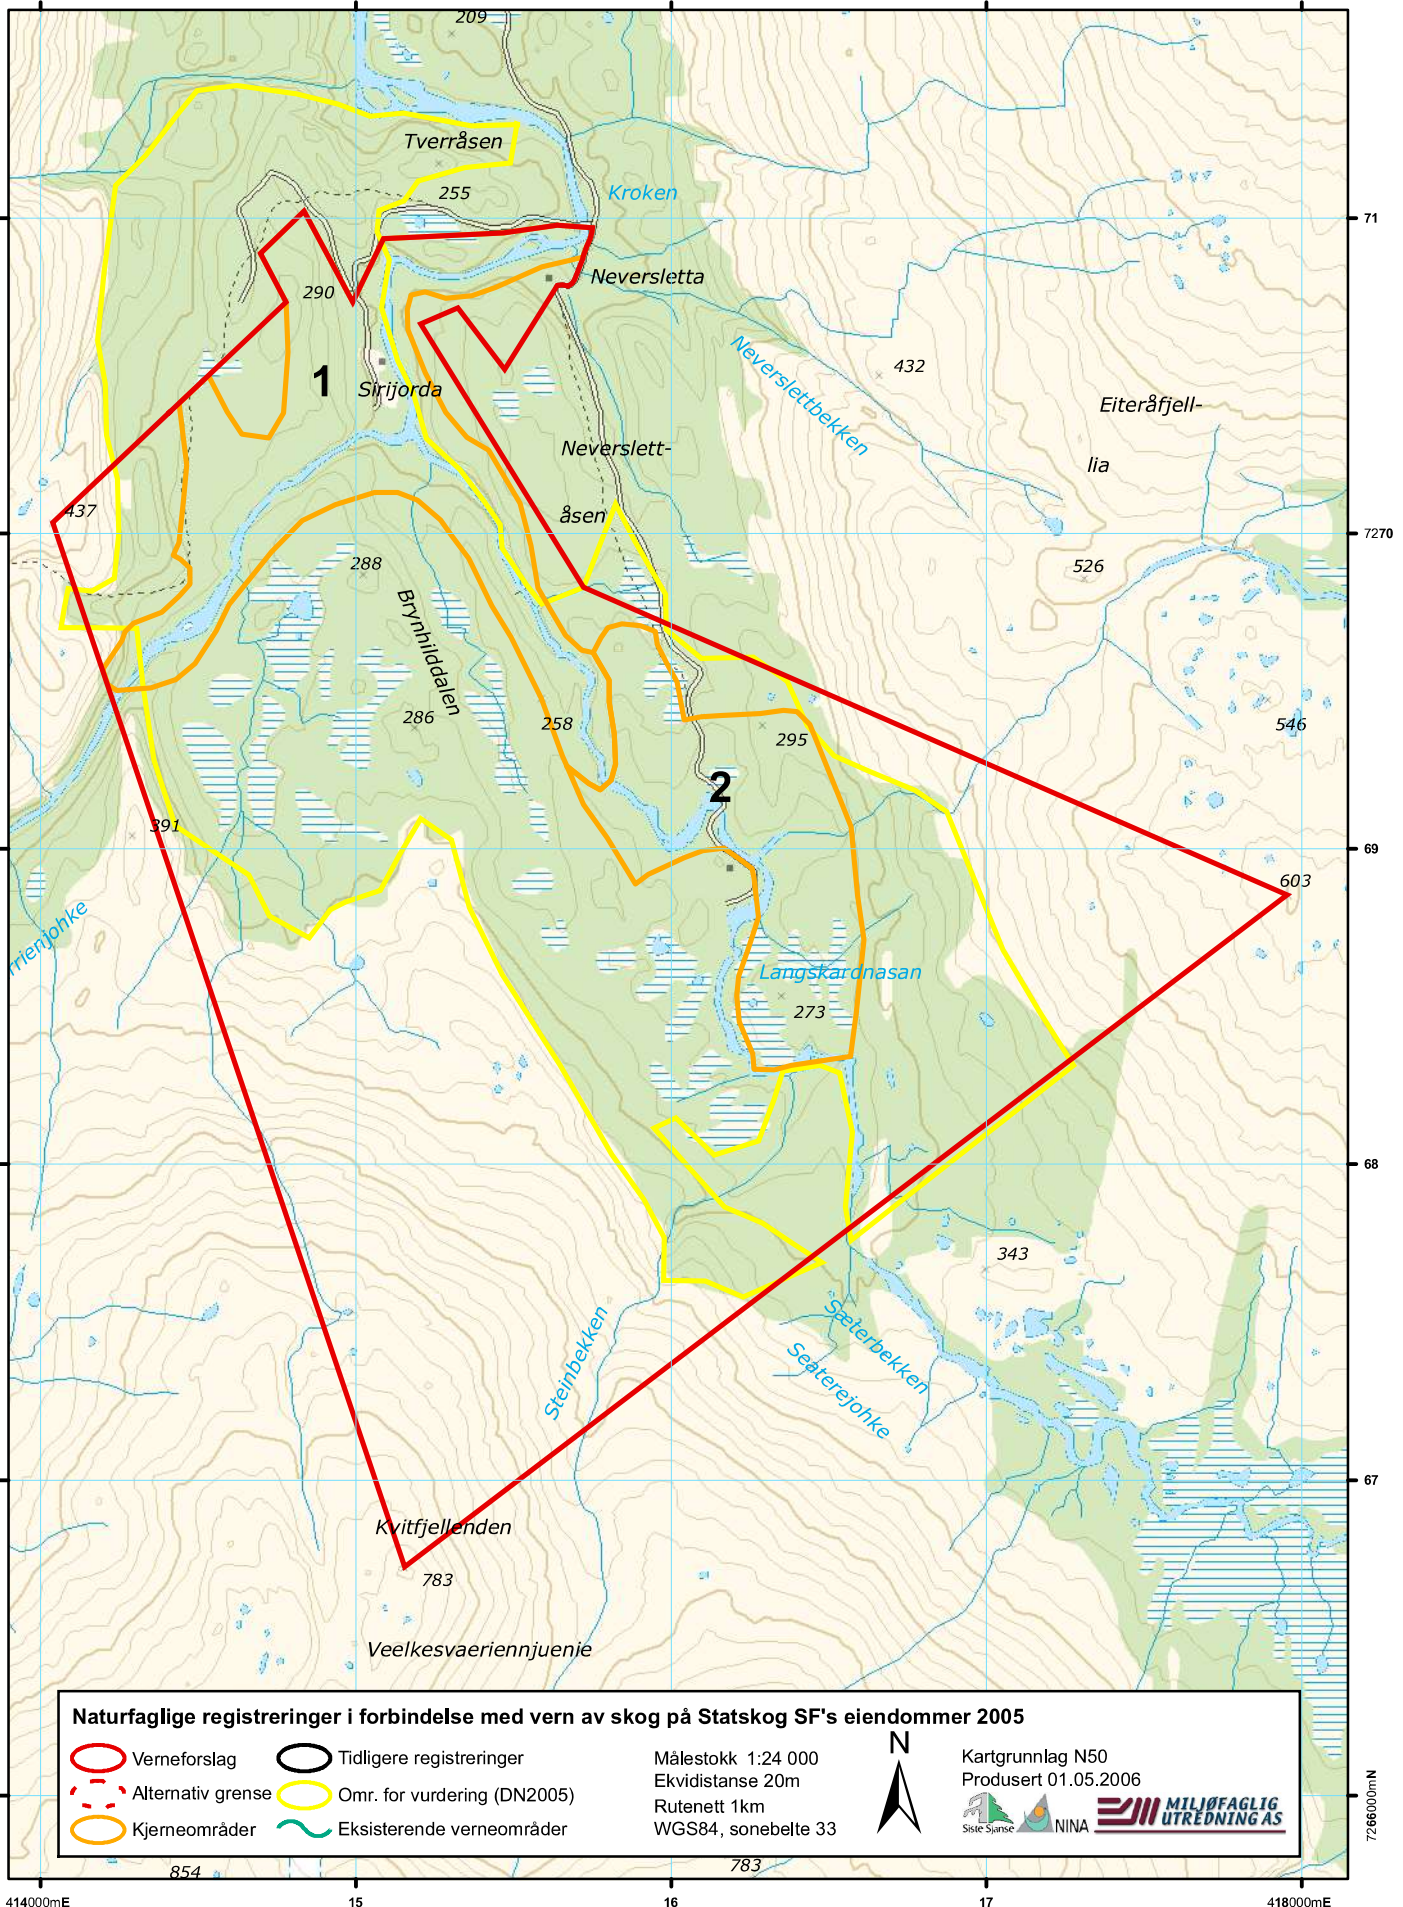 209
Tverråsen
255
Kroken
71
290
Neversletta
1
Sirijorda
Neverslettbekken
432
Eiteråfjell-
lia
Neverslett-
åsen
437
7270
288
526
Brynhilddalen
286
258
295
546
2
391
69
603
rrienjohke
Langskardnasan
273
68
343
Steinbekken
Sæterbekken
Seaterejohke
67
Kvitfjellenden
783
Veelkesvaeriennjuenie
Naturfaglige registreringer i forbindelse med vern av skog på Statskog SF's eiendommer 2005
Verneforslag
Alternativ grense
Kjerneområder
Tidligere registreringer
Omr. for vurdering (DN2005)
Eksisterende verneområder
Målestokk 1:24 000
Ekvidistanse 20m
Rutenett 1km
WGS84, sonebelte 33
N
Kartgrunnlag N50
Produsert 01.05.2006
Siste Sjanse
NINA
MILJØFAGLIG
UTREDNING AS
7266000mN
854
783
414000mE
15
16
17
418000mE